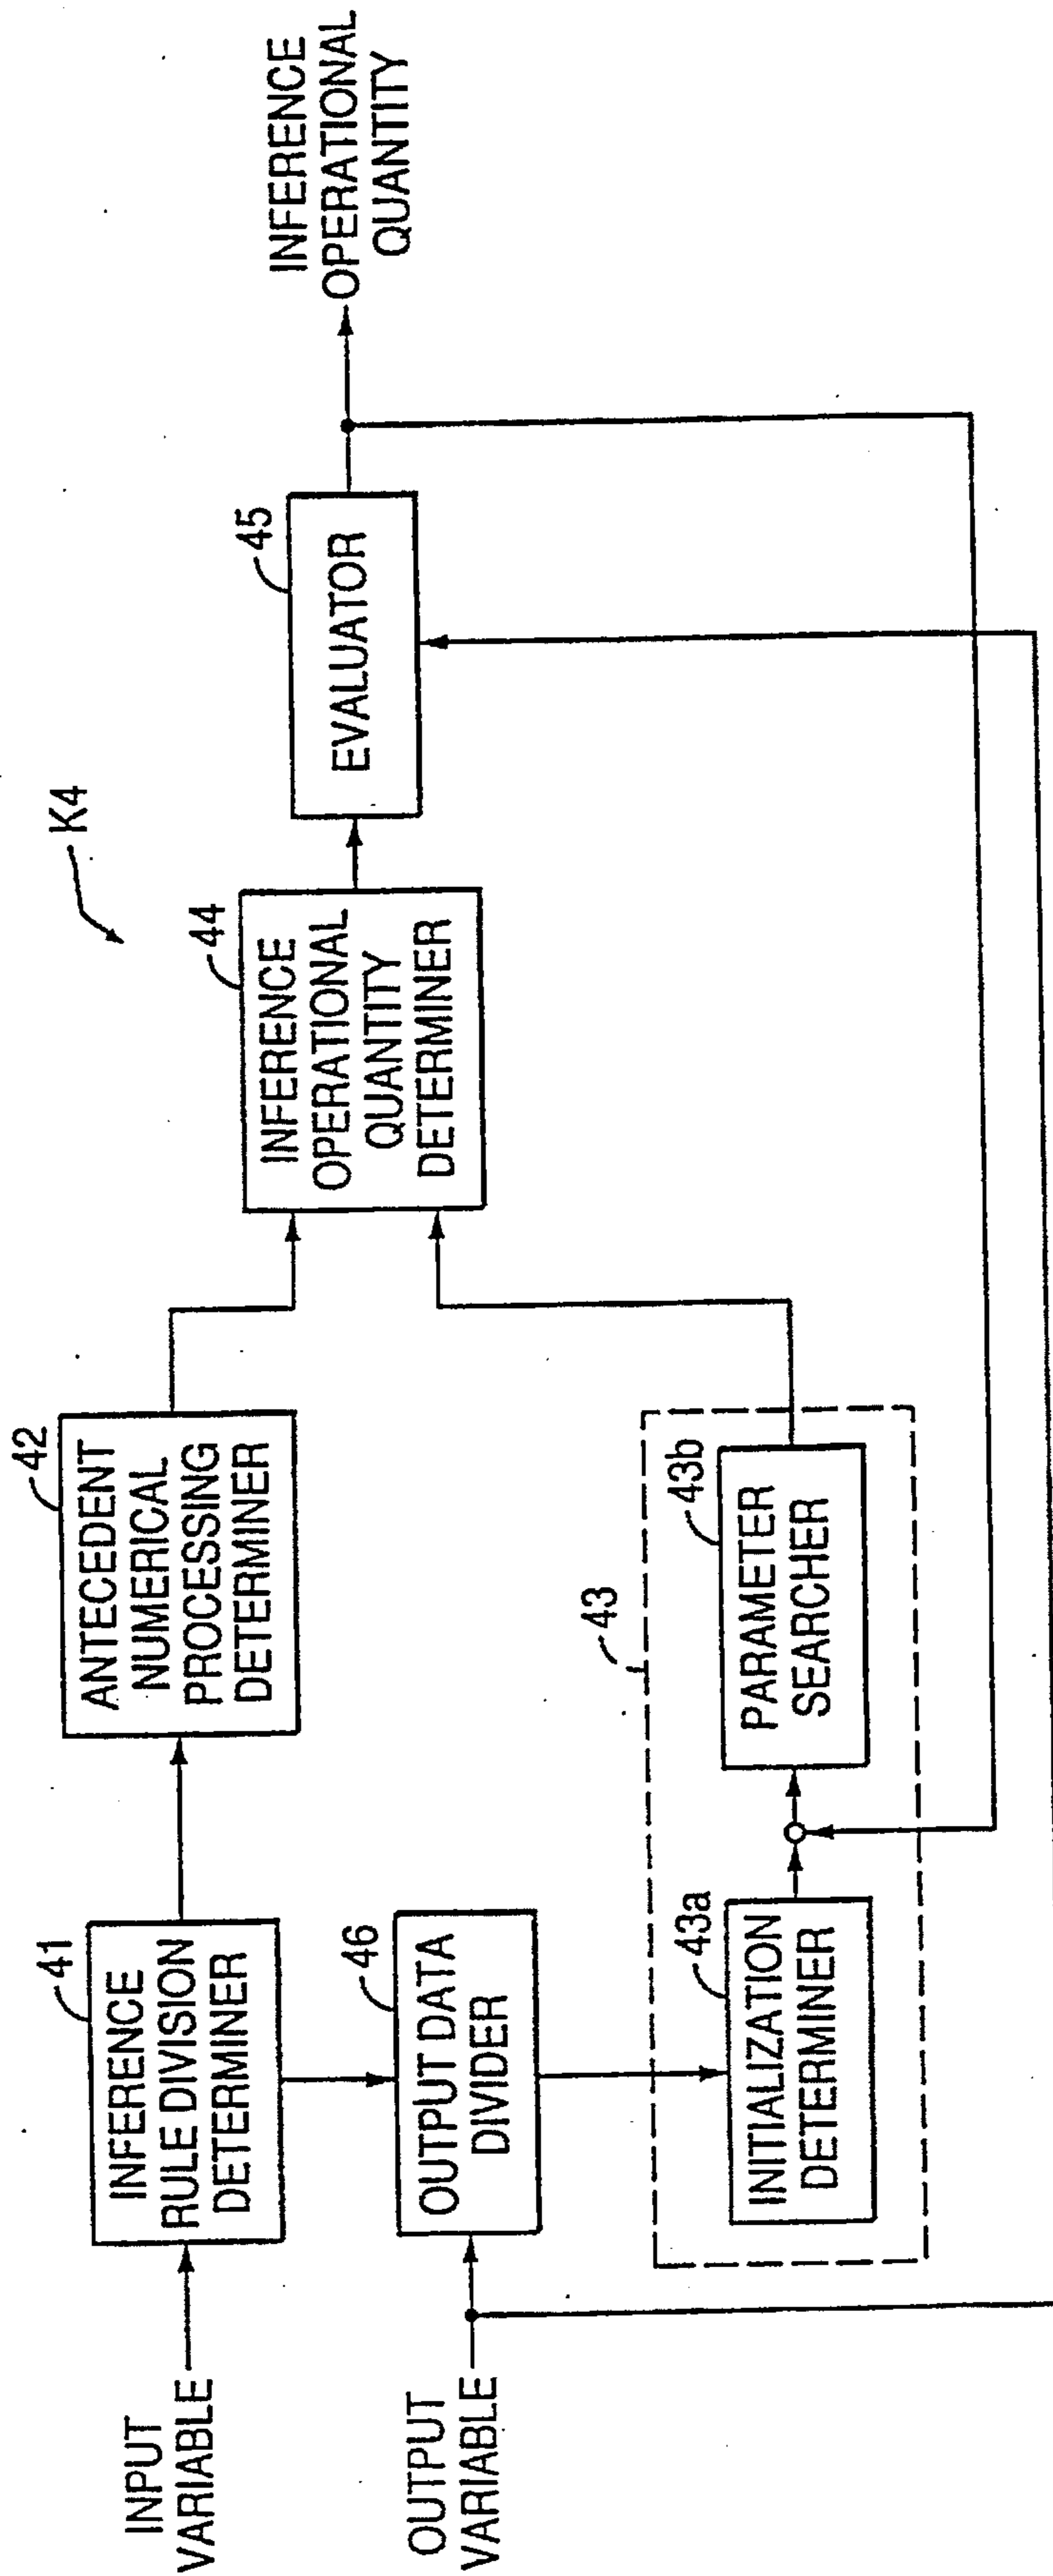 K4
INPUT
VARIABLE
41
INFERENCE
RULE DIVISION
DETERMINER
42
ANTECEDENT
NUMERICAL
PROCESSING
DETERMINER
44
INFERENCE
OPERATIONAL
QUANTITY
DETERMINER
45
EVALUATOR
INFERENCE
OPERATIONAL
QUANTITY
OUTPUT
VARIABLE
46
OUTPUT DATA
DIVIDER
43
43a
INITIALIZATION
DETERMINER
43b
PARAMETER
SEARCHER